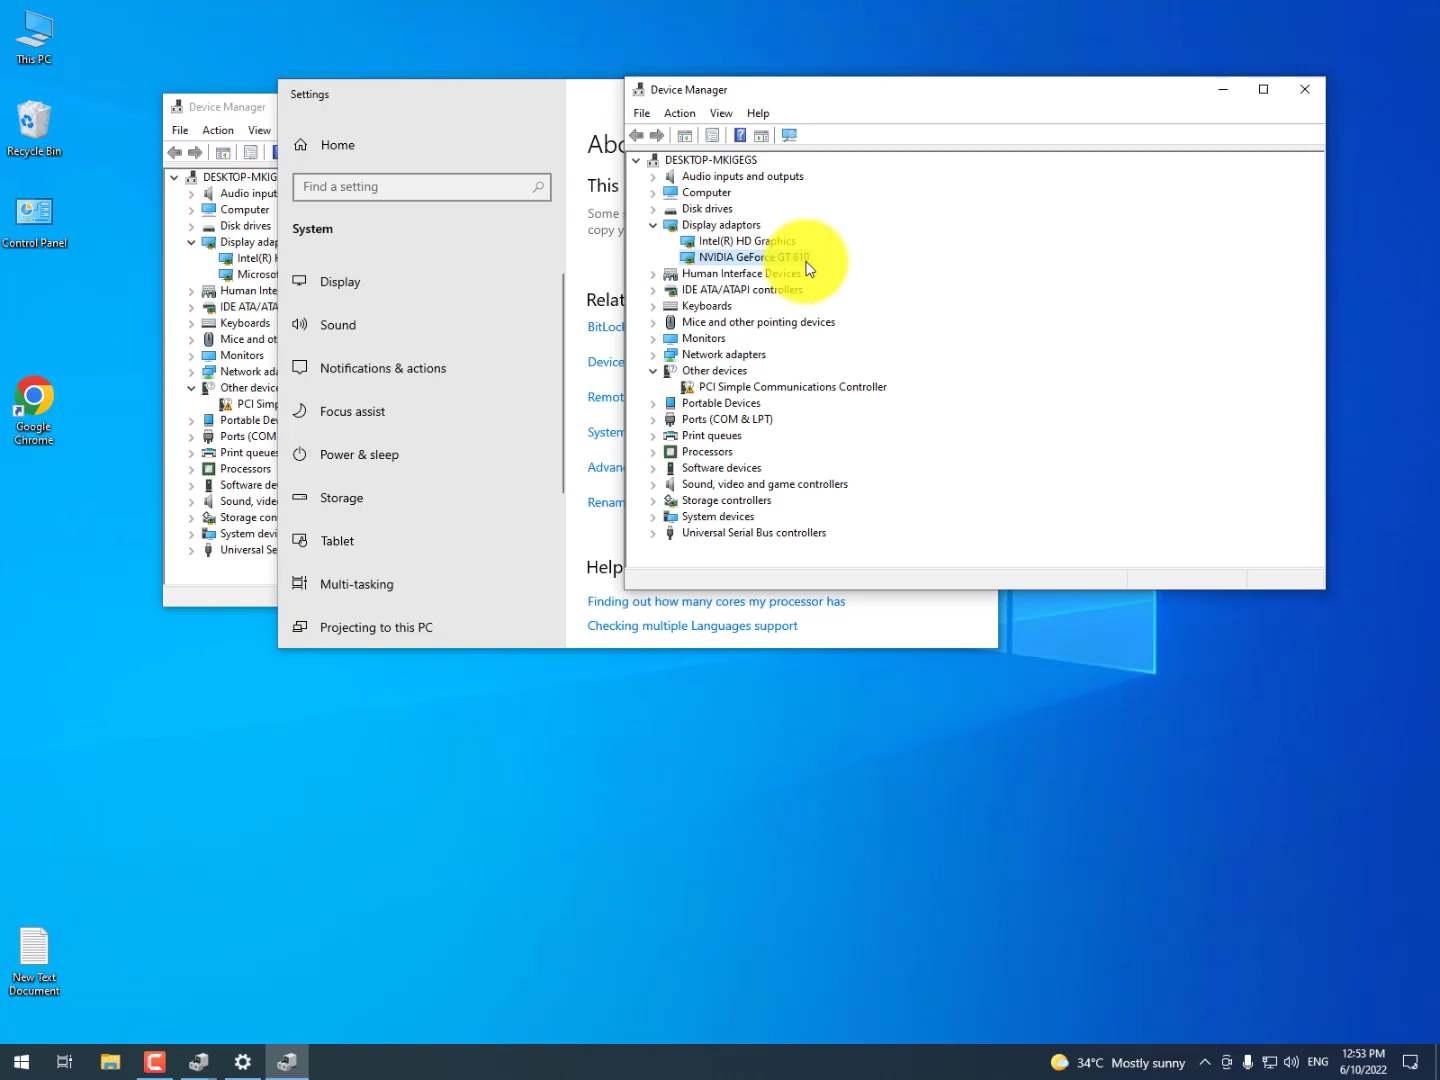 This PC
Recycle Bin
Control Panel
Google
Chrome
New Text
Document
Device Manager
File Action View
DESKTOP-MKIGEGS
Audio input
Computer
Disk drives
Display adap
Intel(R) H
Microso
Human Inte
IDE ATA/ATA
Keyboards
Mice and ot
Monitors
Network ada
Other device
PCI Simp
Portable Dev
Ports (COM
Print queues
Processors
Software de
Sound, vide
Storage con
System devi
Universal Se
Settings
Home
Find a setting
System
Display
Sound
Notifications & actions
Focus assist
Power & sleep
Storage
Tablet
Multi-tasking
Projecting to this PC
Abo
This
Some s
copy y
Relat
BitLock
Device
Remot
System
Advan
Renam
Help
Finding out how many cores my processor has
Checking multiple Languages support
Device Manager
File Action View Help
DESKTOP-MKIGEGS
Audio inputs and outputs
Computer
Disk drives
Display adaptors
Intel(R) HD Graphics
NVIDIA GeForce GT 610
Human Interface Devices
IDE ATA/ATAPI controllers
Keyboards
Mice and other pointing devices
Monitors
Network adapters
Other devices
PCI Simple Communications Controller
Portable Devices
Ports (COM & LPT)
Print queues
Processors
Software devices
Sound, video and game controllers
Storage controllers
System devices
Universal Serial Bus controllers
34°C Mostly sunny
ENG
12:53 PM
6/10/2022